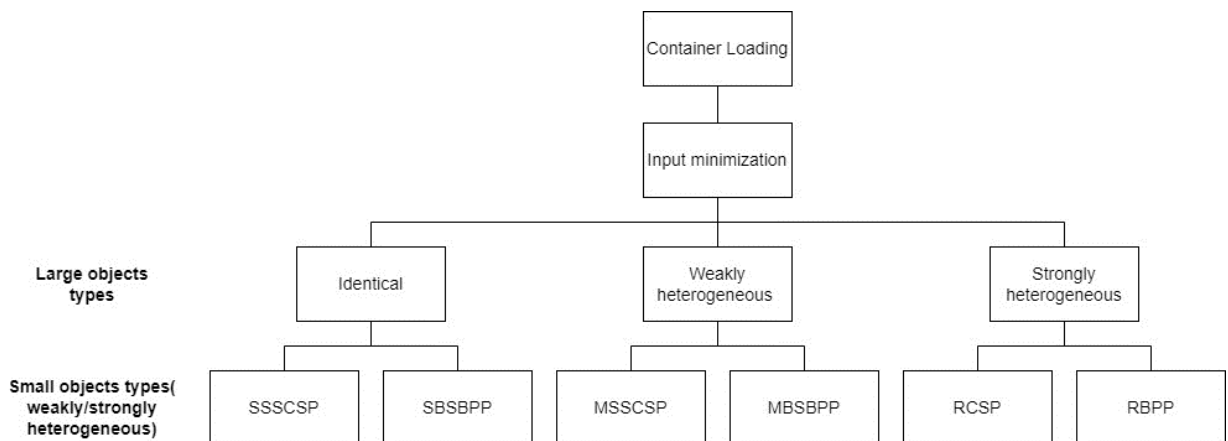 Container Loading
Input minimization
Large objects
types
Identical
Weakly
heterogeneous
Strongly
heterogeneous
Small objects types(
weakly/strongly
heterogeneous)
SSSCSP
SBSBPP
MSSCSP
MBSBPP
RCSP
RBPP